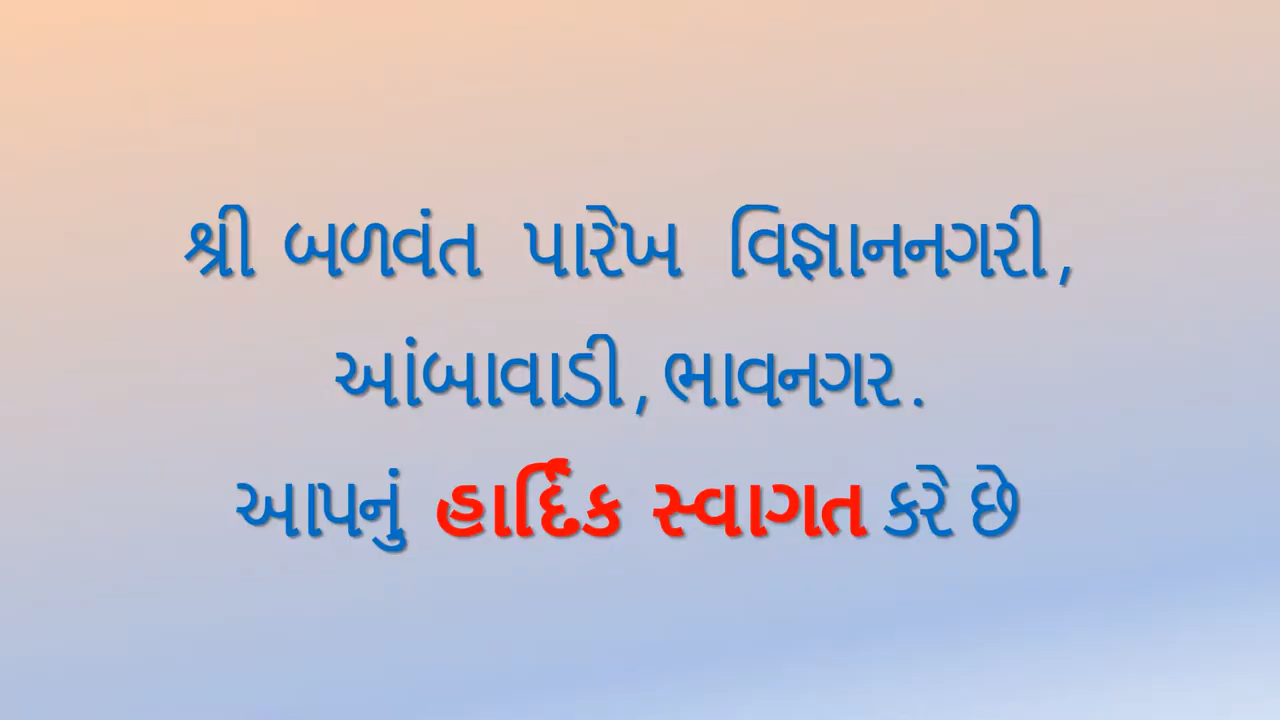 શ્રી બળવંત પારેખ વિજ્ઞાનનગરી,
આંબાવાડી, ભાવનગર.
આપનું હાર્દિક સ્વાગત કરે છે